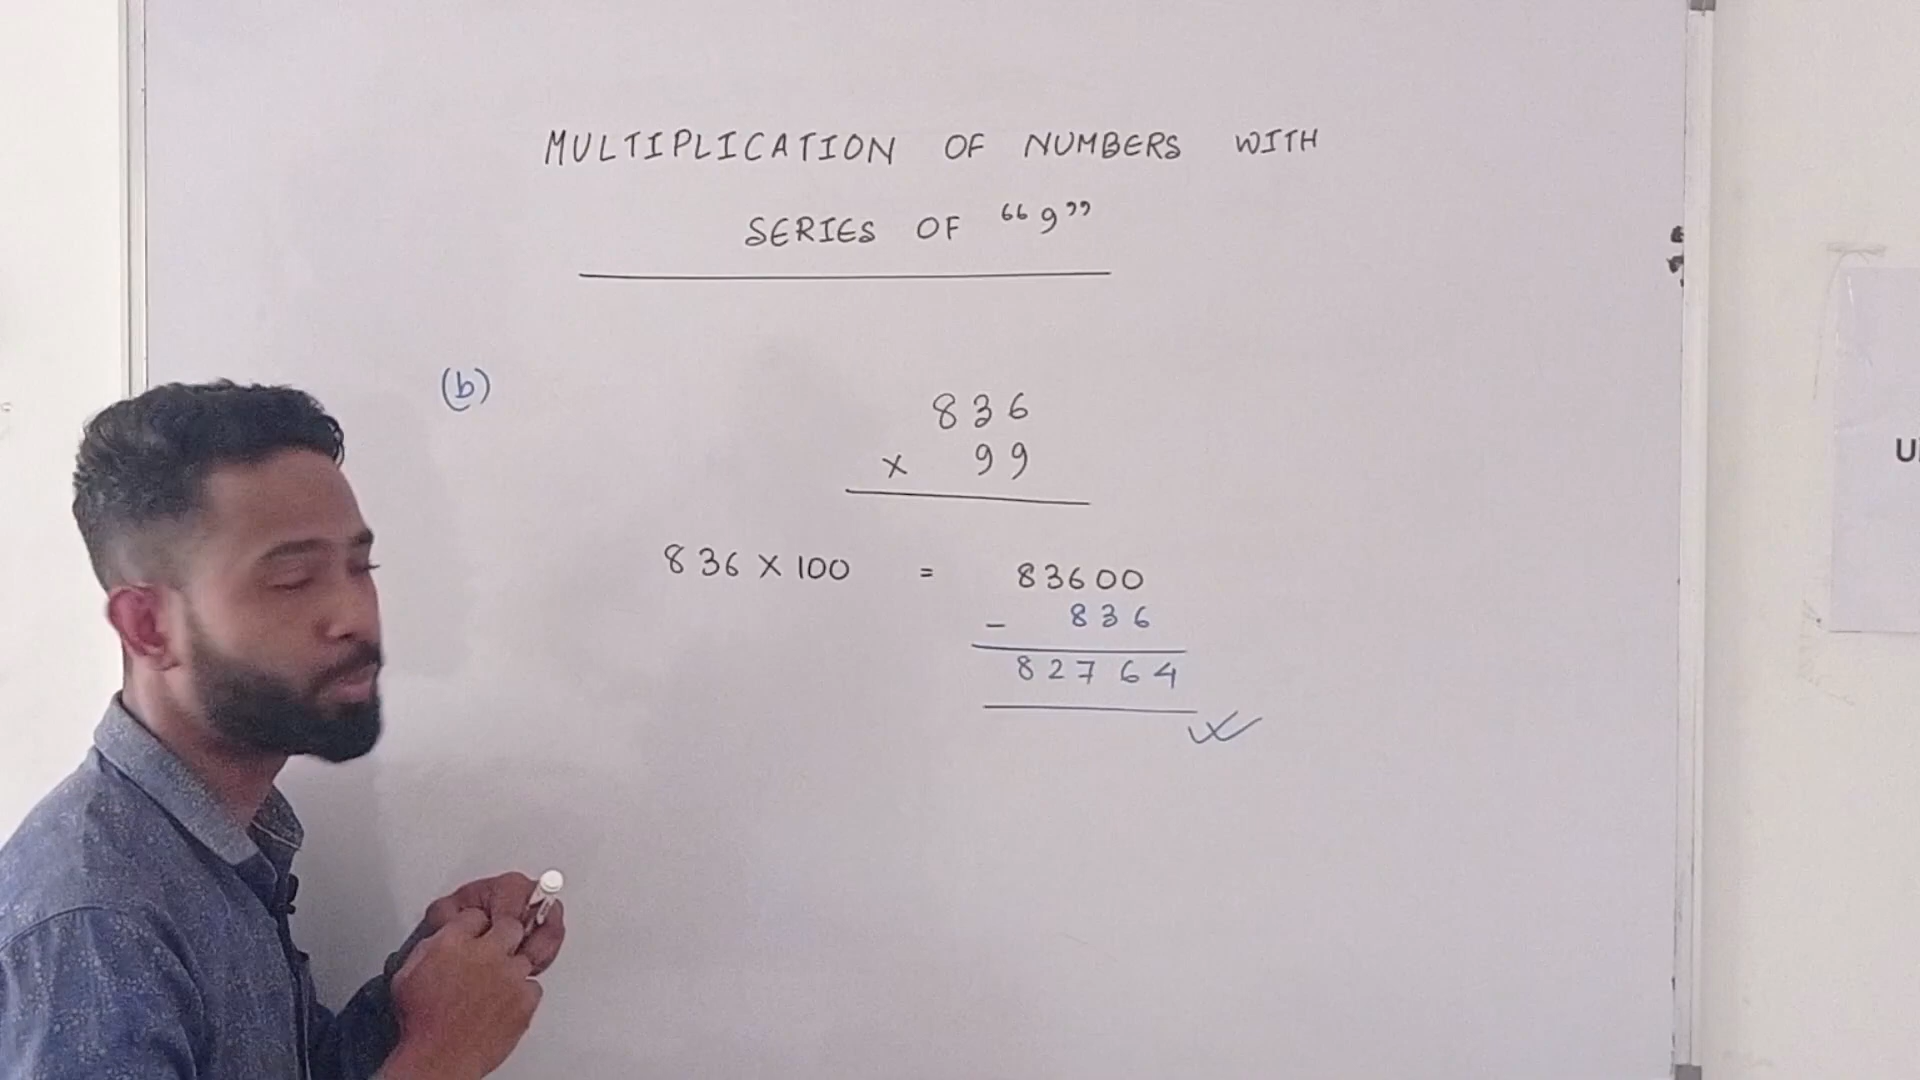 MULTIPLICATION OF NUMBERS WITH
SERIES OF “9”
(b)
836
× 99
836 × 100 = 83600
− 836
82764